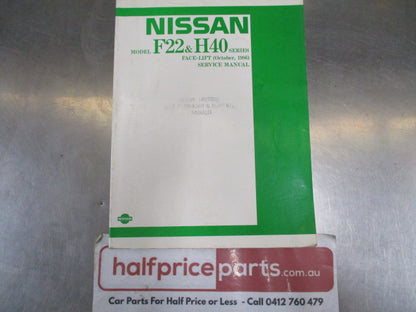 NISSAN
MODEL F22 & H40 SERIES
FACE-LIFT (October, 1986)
SERVICE MANUAL
NISSAN
halfpriceparts.com.au
Car Parts For Half Price or Less - Call 0412 760 479